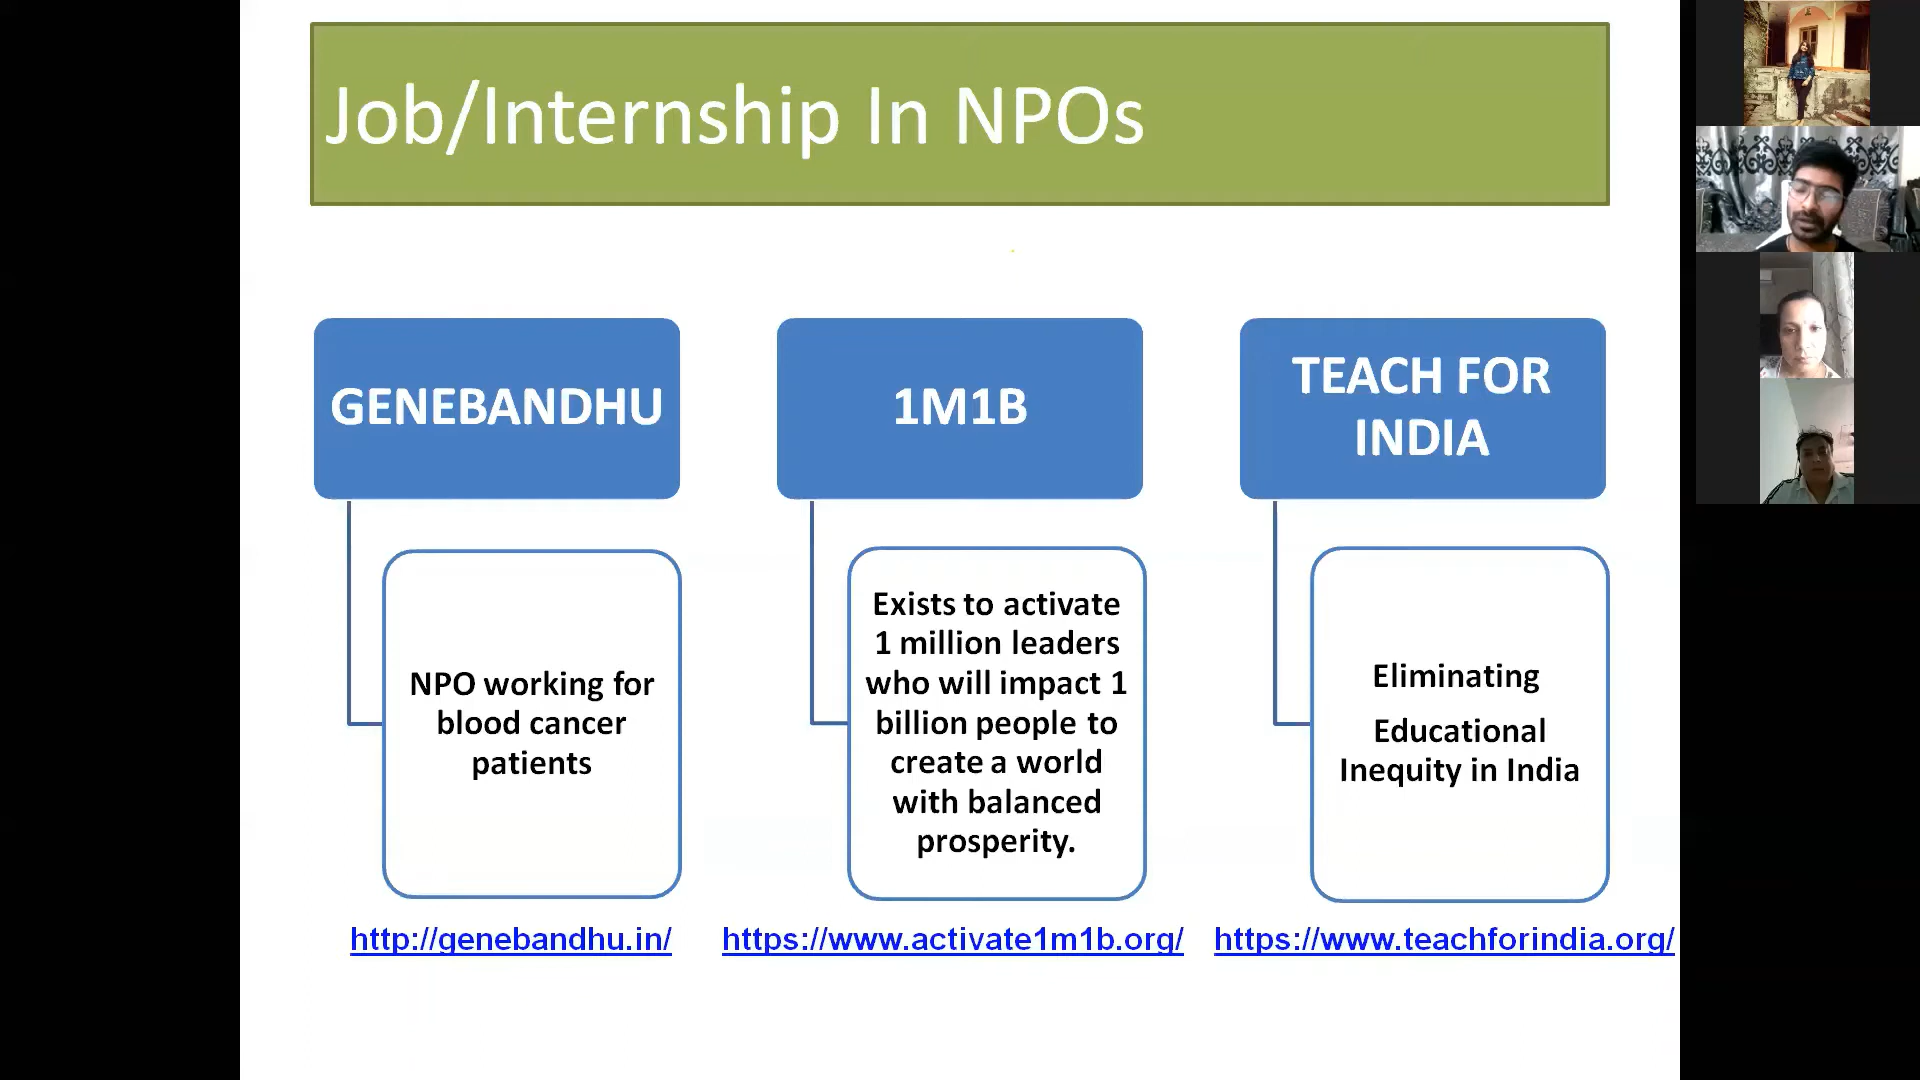 Job/Internship In NPOs
GENEBANDHU
NPO working for
blood cancer
patients
http://genebandhu.in/
1M1B
Exists to activate
1 million leaders
who will impact 1
billion people to
create a world
with balanced
prosperity.
https://www.activate1m1b.org/
TEACH FOR
INDIA
Eliminating
Educational
Inequity in India
https://www.teachforindia.org/